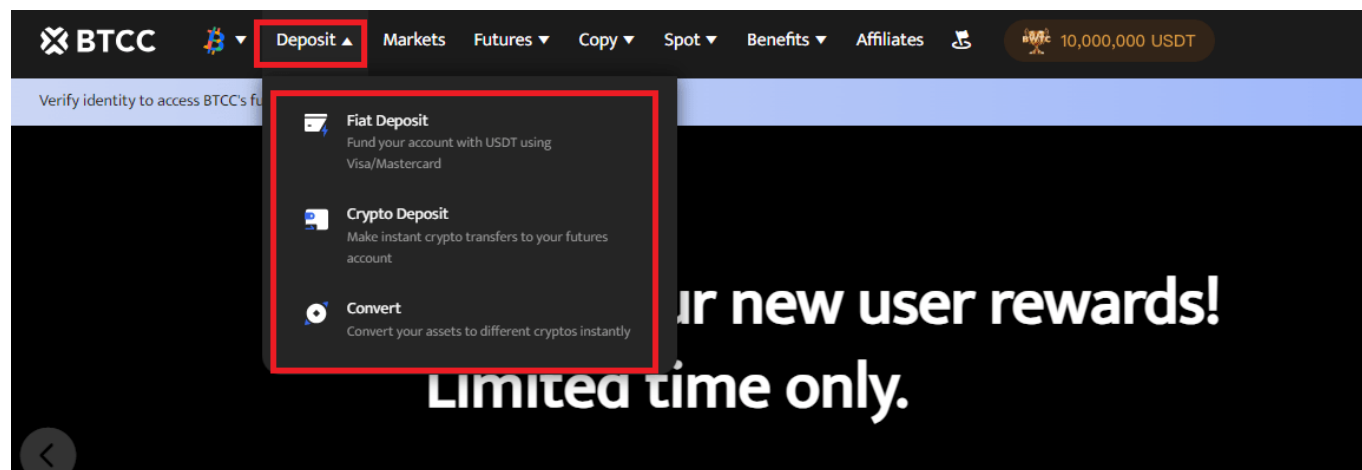 BTCC Deposit Markets Futures Copy Spot Benefits Affiliates 10,000,000 USDT
Verify identity to access BTCC's fu
Fiat Deposit
Fund your account with USDT using
Visa/Mastercard
Crypto Deposit
Make instant crypto transfers to your futures
account
Convert
Convert your assets to different cryptos instantly
ur new user rewards!
Limited time only.